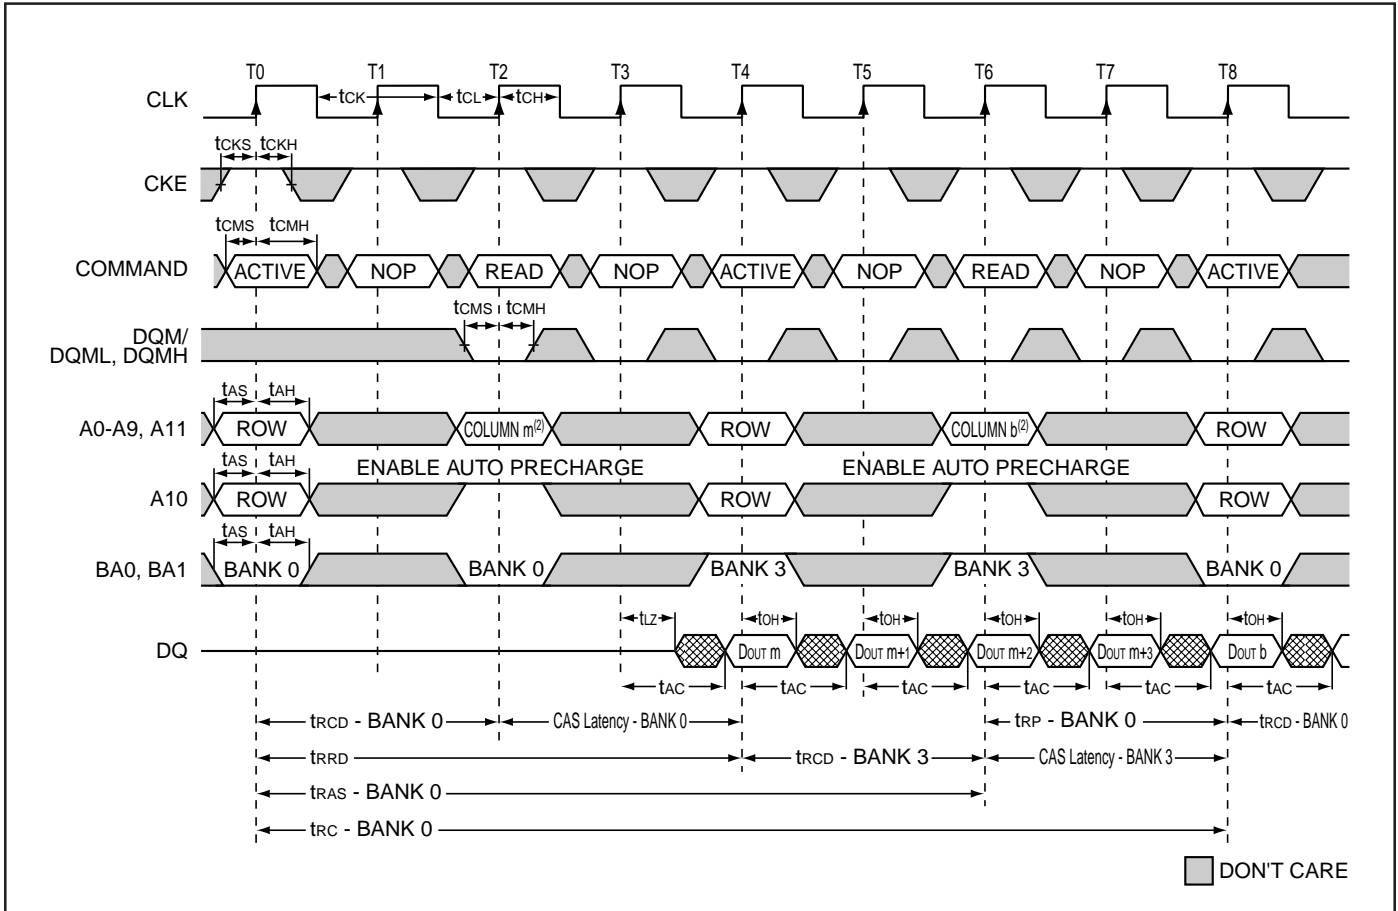 T0 T1 T2 T3 T4 T5 T6 T7 T8
CLK tCK tCL tCH
tCKS tCKH
CKE
tCMS tCMH
COMMAND ACTIVE NOP READ NOP ACTIVE NOP READ NOP ACTIVE
tCMS tCMH
DQM/
DQML, DQMH
tAS tAH
A0-A9, A11 ROW COLUMN m(2) ROW COLUMN b(2) ROW
tAS tAH ENABLE AUTO PRECHARGE ENABLE AUTO PRECHARGE
A10 ROW ROW ROW
tAS tAH
BA0, BA1 BANK 0 BANK 0 BANK 3 BANK 3 BANK 0
tLZ tOH tOH tOH tOH tOH
DQ DOUT m DOUT m+1 DOUT m+2 DOUT m+3 DOUT b
tAC tAC tAC tAC tAC tAC
tRCD - BANK 0 CAS Latency - BANK 0 tRP - BANK 0 tRCD - BANK 0
tRRD tRCD - BANK 3 CAS Latency - BANK 3
tRAS - BANK 0
tRC - BANK 0
DON'T CARE